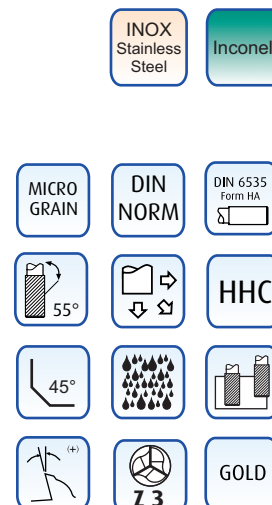 INOX
Stainless
Steel
Inconel
MICRO
GRAIN
DIN
NORM
DIN 6535
Form HA
55°
HHC
45°
(+)
Z 3
GOLD